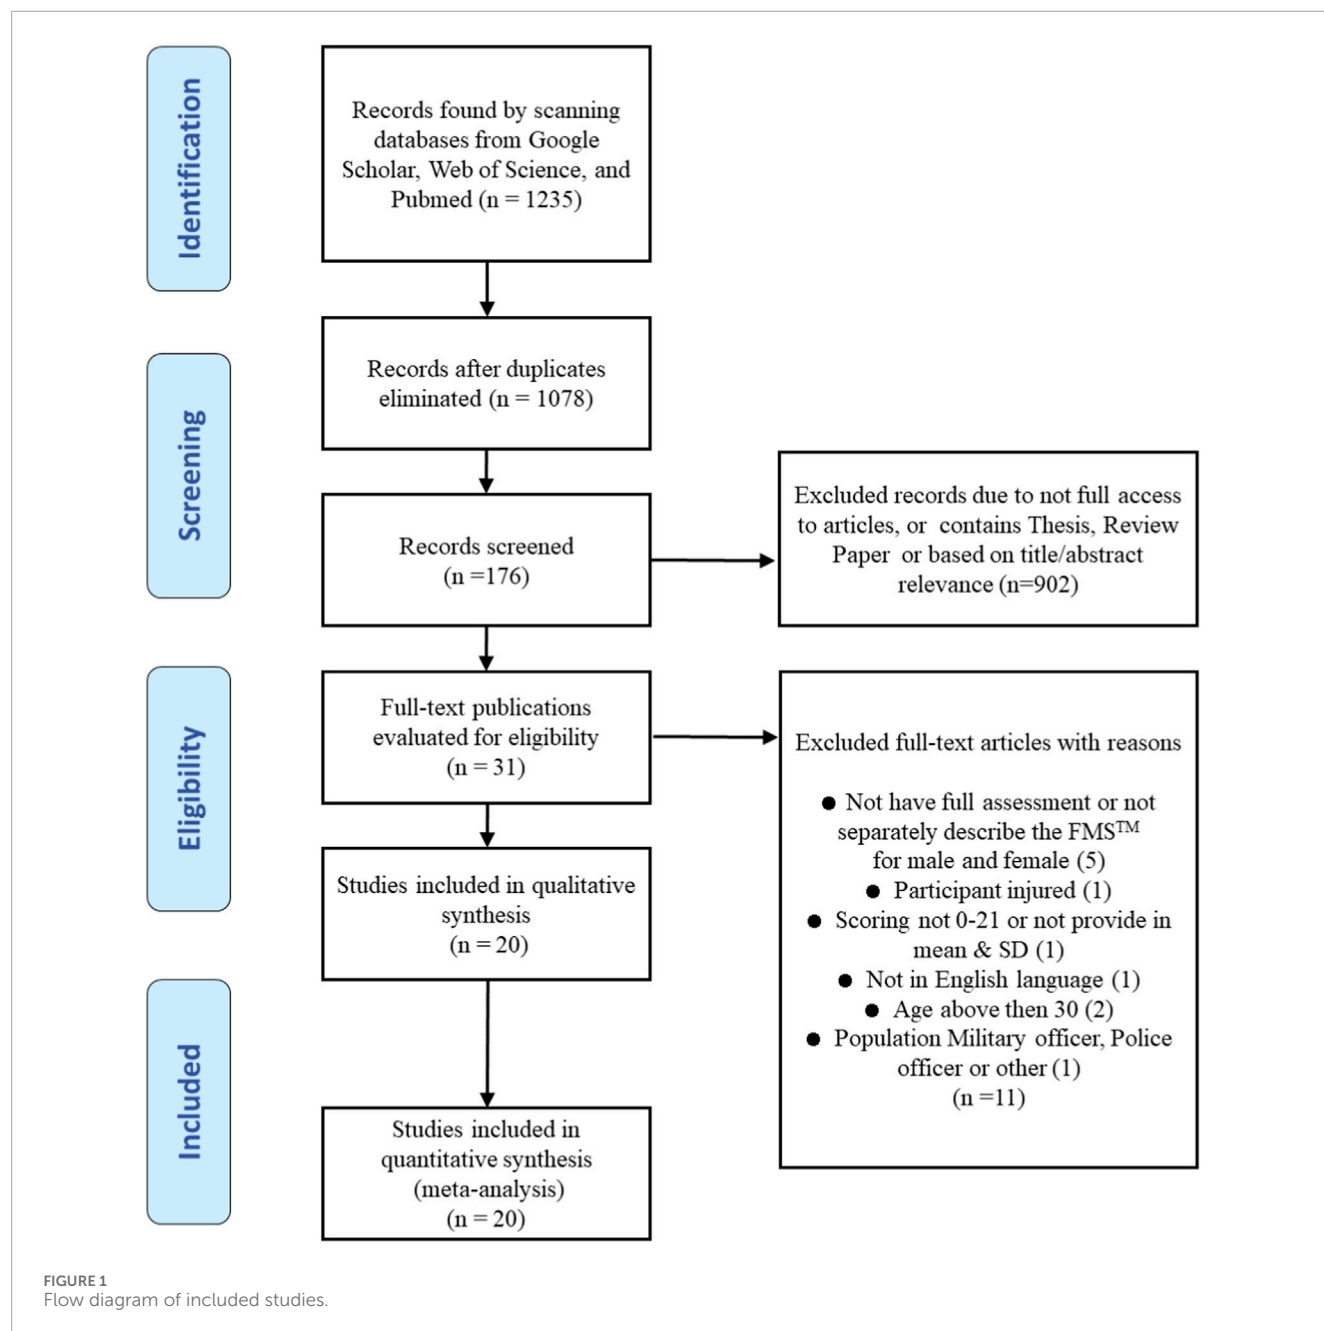 Identification
Records found by scanning
databases from Google
Scholar, Web of Science, and
Pubmed (n = 1235)
Screening
Records after duplicates
eliminated (n = 1078)
Records screened
(n =176)
Excluded records due to not full access
to articles, or contains Thesis, Review
Paper or based on title/abstract
relevance (n=902)
Eligibility
Full-text publications
evaluated for eligibility
(n = 31)
Excluded full-text articles with reasons
● Not have full assessment or not
separately describe the FMS™
for male and female (5)
● Participant injured (1)
● Scoring not 0-21 or not provide in
mean & SD (1)
● Not in English language (1)
● Age above then 30 (2)
● Population Military officer, Police
officer or other (1)
(n =11)
Studies included in qualitative
synthesis
(n = 20)
Included
Studies included in
quantitative synthesis
(meta-analysis)
(n = 20)
FIGURE 1
Flow diagram of included studies.